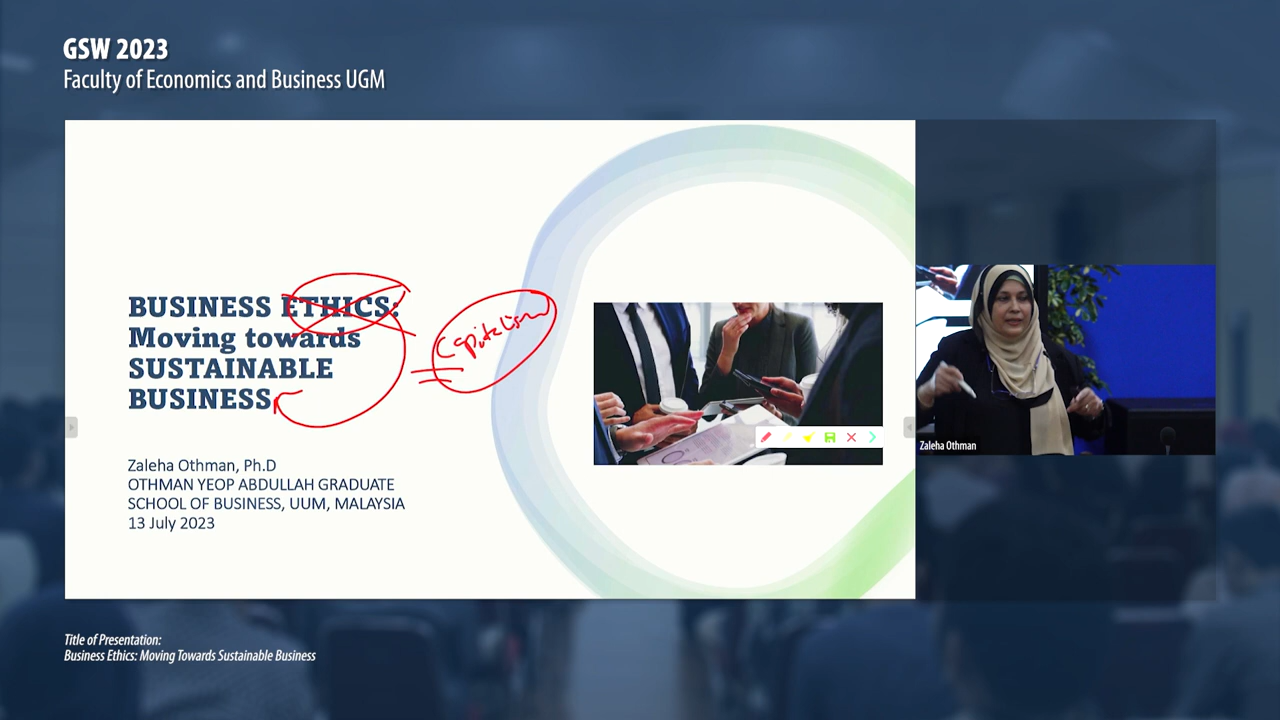 GSW 2023
Faculty of Economics and Business UGM
BUSINESS ETHICS:
Moving towards
SUSTAINABLE
BUSINESS
Capitalism
Zaleha Othman, Ph.D
OTHMAN YEOP ABDULLAH GRADUATE
SCHOOL OF BUSINESS, UUM, MALAYSIA
13 July 2023
Zaleha Othman
Title of Presentation:
Business Ethics: Moving Towards Sustainable Business